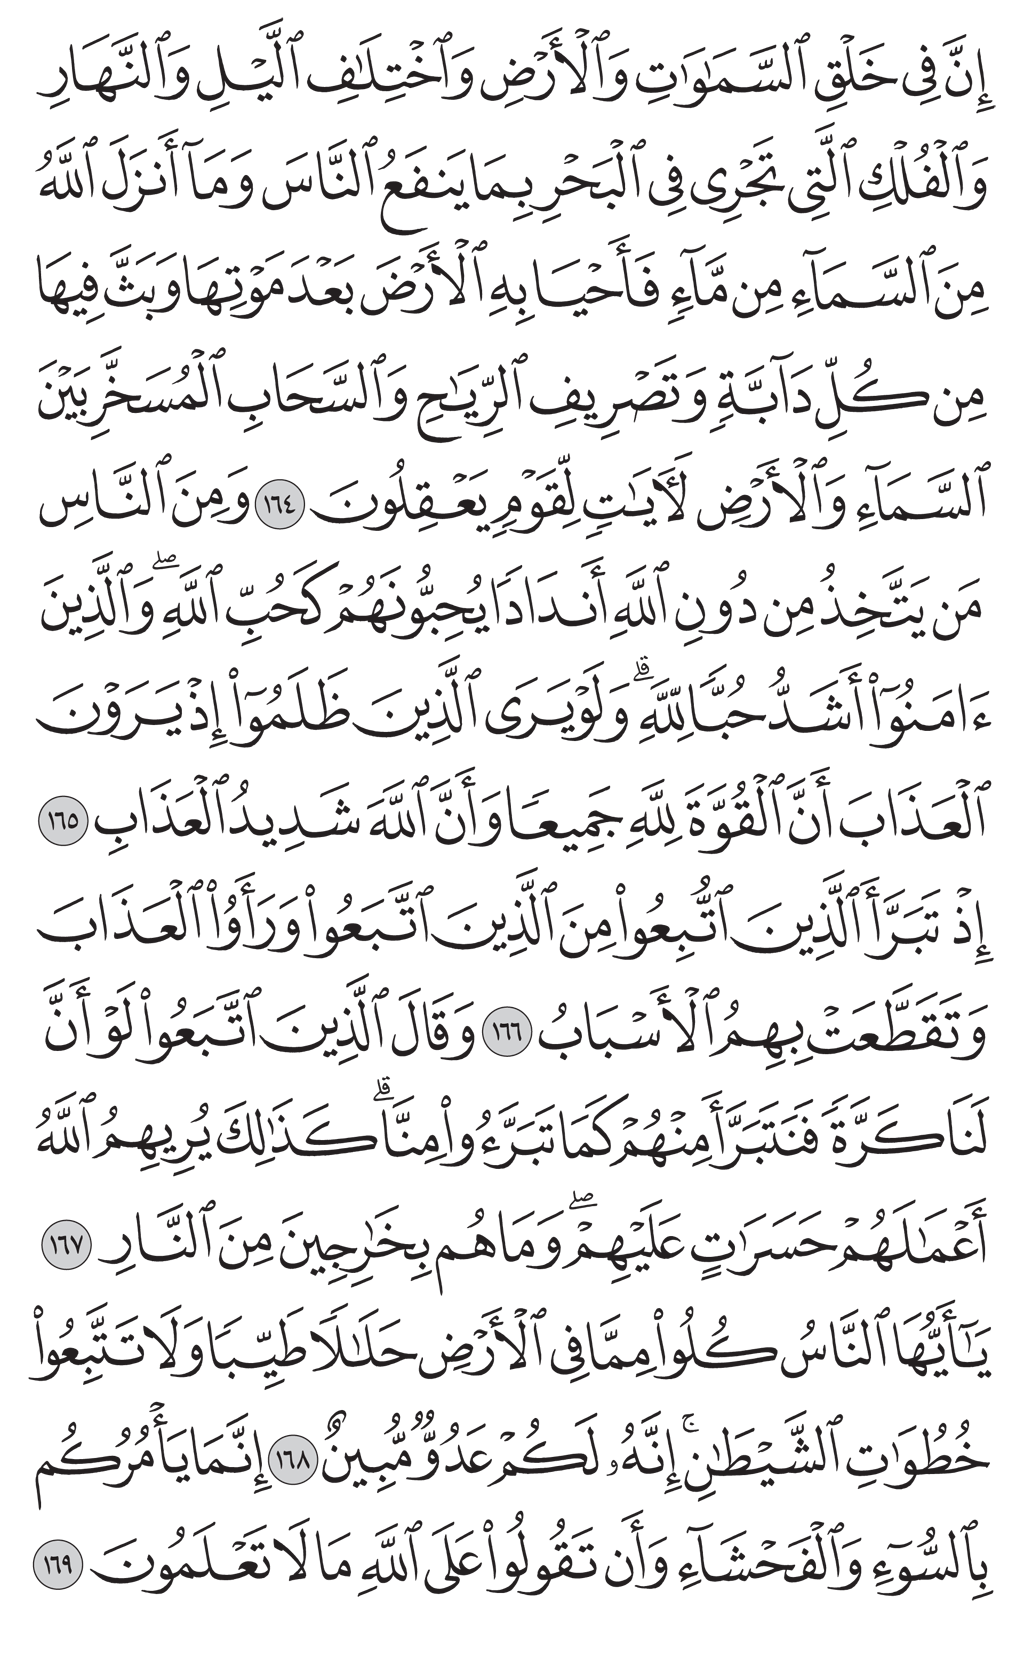 إِنَّ فِي خَلْقِ ٱلسَّمَٰوَٰتِ وَٱلْأَرْضِ وَٱخْتِلَٰفِ ٱلَّيْلِ وَٱلنَّهَارِ
وَٱلْفُلْكِ ٱلَّتِي تَجْرِي فِي ٱلْبَحْرِ بِمَا يَنفَعُ ٱلنَّاسَ وَمَآ أَنزَلَ ٱللَّهُ
مِنَ ٱلسَّمَآءِ مِن مَّآءٍ فَأَحْيَا بِهِ ٱلْأَرْضَ بَعْدَ مَوْتِهَا وَبَثَّ فِيهَا
مِن كُلِّ دَآبَّةٍ وَتَصْرِيفِ ٱلرِّيَٰحِ وَٱلسَّحَابِ ٱلْمُسَخَّرِ بَيْنَ
ٱلسَّمَآءِ وَٱلْأَرْضِ لَأٓيَٰتٍ لِّقَوْمٍ يَعْقِلُونَ ١٦٤ وَمِنَ ٱلنَّاسِ
مَن يَتَّخِذُ مِن دُونِ ٱللَّهِ أَندَادًا يُحِبُّونَهُمْ كَحُبِّ ٱللَّهِۖ وَٱلَّذِينَ
ءَامَنُوٓا۟ أَشَدُّ حُبًّا لِّلَّهِۗ وَلَوْ يَرَى ٱلَّذِينَ ظَلَمُوٓا۟ إِذْ يَرَوْنَ
ٱلْعَذَابَ أَنَّ ٱلْقُوَّةَ لِلَّهِ جَمِيعًا وَأَنَّ ٱللَّهَ شَدِيدُ ٱلْعَذَابِ ١٦٥
إِذْ تَبَرَّأَ ٱلَّذِينَ ٱتُّبِعُوا۟ مِنَ ٱلَّذِينَ ٱتَّبَعُوا۟ وَرَأَوُا۟ ٱلْعَذَابَ
وَتَقَطَّعَتْ بِهِمُ ٱلْأَسْبَابُ ١٦٦ وَقَالَ ٱلَّذِينَ ٱتَّبَعُوا۟ لَوْ أَنَّ
لَنَا كَرَّةً فَنَتَبَرَّأَ مِنْهُمْ كَمَا تَبَرَّءُوا۟ مِنَّاۗ كَذَٰلِكَ يُرِيهِمُ ٱللَّهُ
أَعْمَٰلَهُمْ حَسَرَٰتٍ عَلَيْهِمْۖ وَمَا هُم بِخَٰرِجِينَ مِنَ ٱلنَّارِ ١٦٧
يَٰٓأَيُّهَا ٱلنَّاسُ كُلُوا۟ مِمَّا فِي ٱلْأَرْضِ حَلَٰلًا طَيِّبًا وَلَا تَتَّبِعُوا۟
خُطُوَٰتِ ٱلشَّيْطَٰنِۚ إِنَّهُۥ لَكُمْ عَدُوٌّ مُّبِينٌ ١٦٨ إِنَّمَا يَأْمُرُكُم
بِٱلسُّوٓءِ وَٱلْفَحْشَآءِ وَأَن تَقُولُوا۟ عَلَى ٱللَّهِ مَا لَا تَعْلَمُونَ ١٦٩